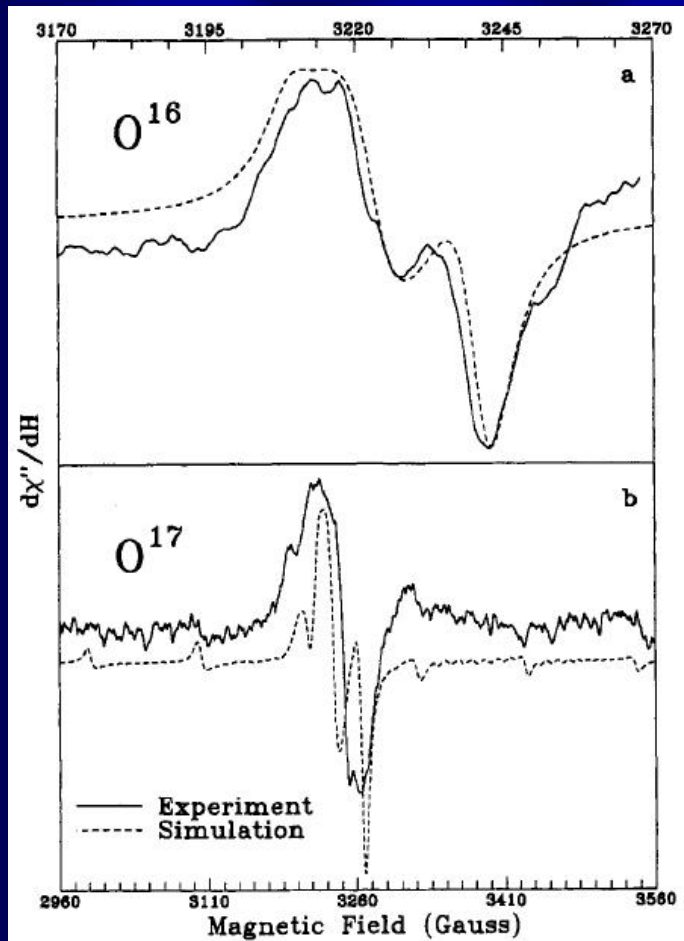 3170 3195 3220 3245 3270
a
O16
dχ"/dH
b
O17
Experiment
Simulation
2960 3110 3260 3410 3560
Magnetic Field (Gauss)